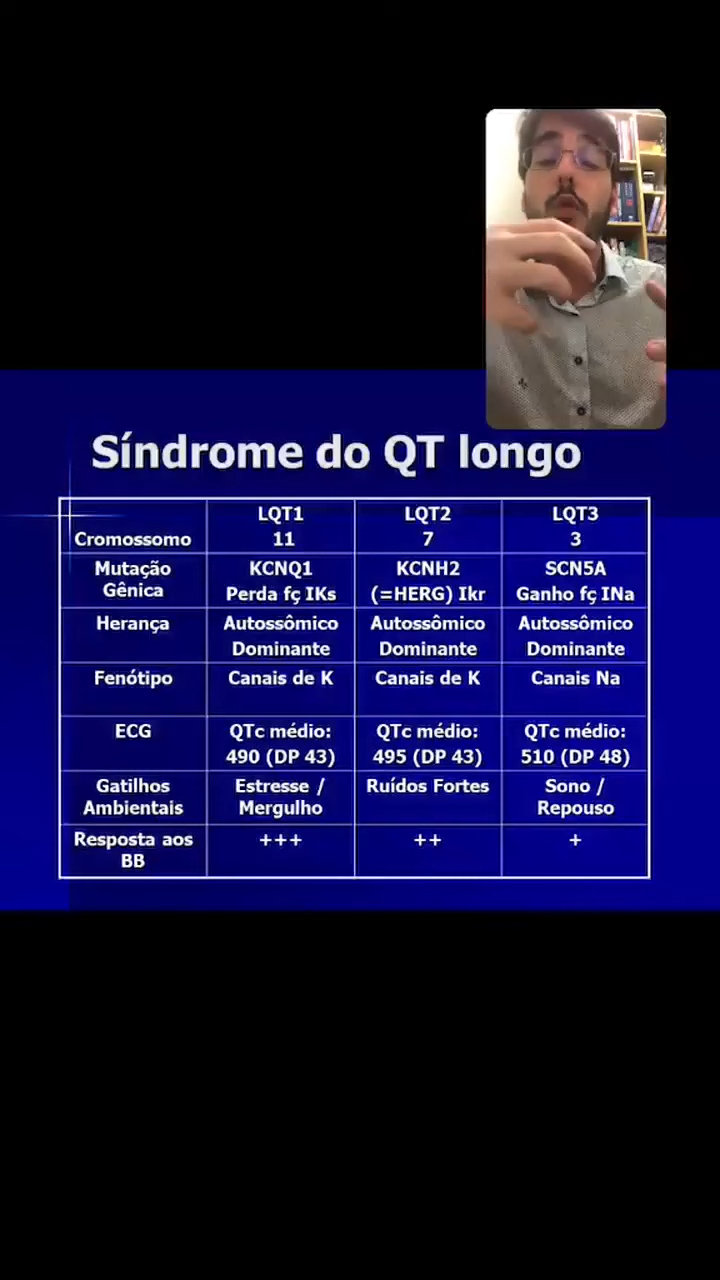 Síndrome do QT longo
Cromossomo
LQT1
11
LQT2
7
LQT3
3
Mutação
Gênica
KCNQ1
Perda fç IKs
KCNH2
(=HERG) Ikr
SCN5A
Ganho fç INa
Herança
Autossômico
Dominante
Autossômico
Dominante
Autossômico
Dominante
Fenótipo
Canais de K
Canais de K
Canais Na
ECG
QTc médio:
490 (DP 43)
QTc médio:
495 (DP 43)
QTc médio:
510 (DP 48)
Gatilhos
Ambientais
Estresse /
Mergulho
Ruídos Fortes
Sono /
Repouso
Resposta aos
BB
+++
++
+